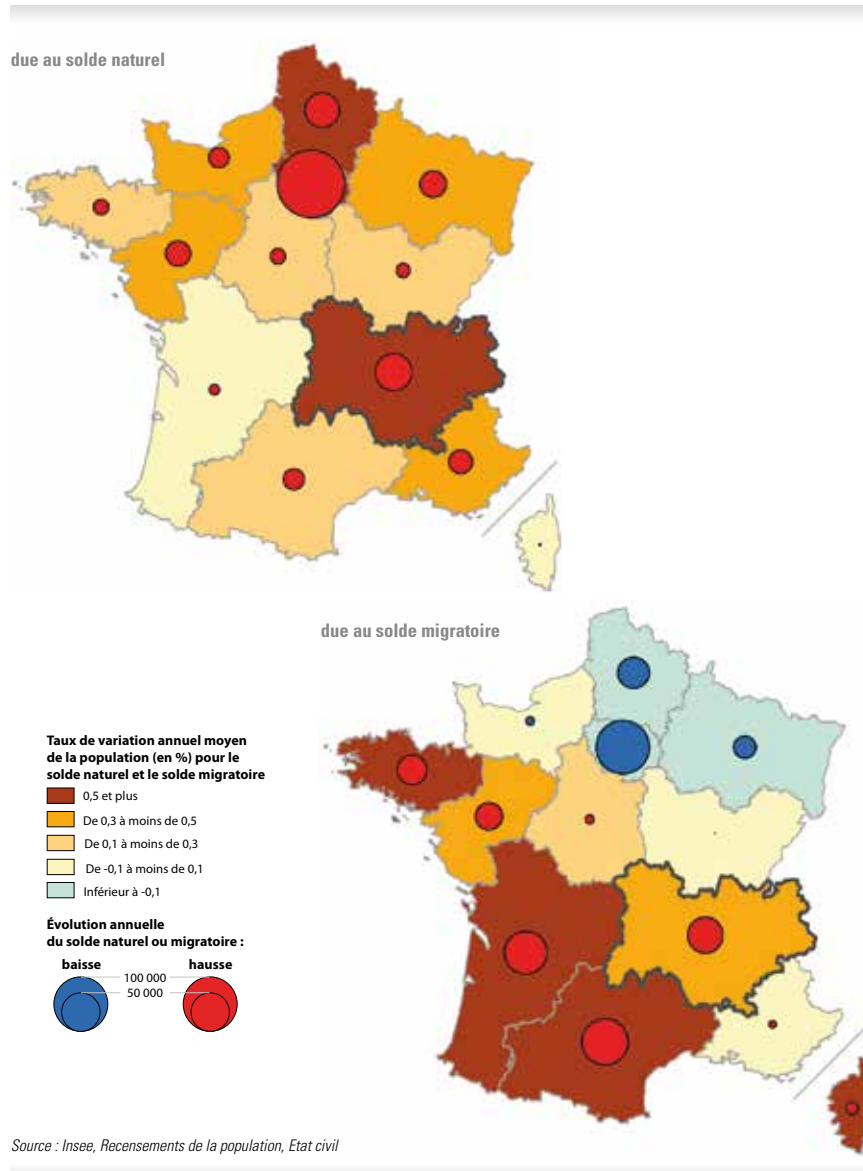 due au solde naturel
due au solde migratoire
Taux de variation annuel moyen
de la population (en %) pour le
solde naturel et le solde migratoire
0,5 et plus
De 0,3 à moins de 0,5
De 0,1 à moins de 0,3
De -0,1 à moins de 0,1
Inférieur à -0,1
Évolution annuelle
du solde naturel ou migratoire :
baisse hausse
100 000
50 000
Source : Insee, Recensements de la population, Etat civil